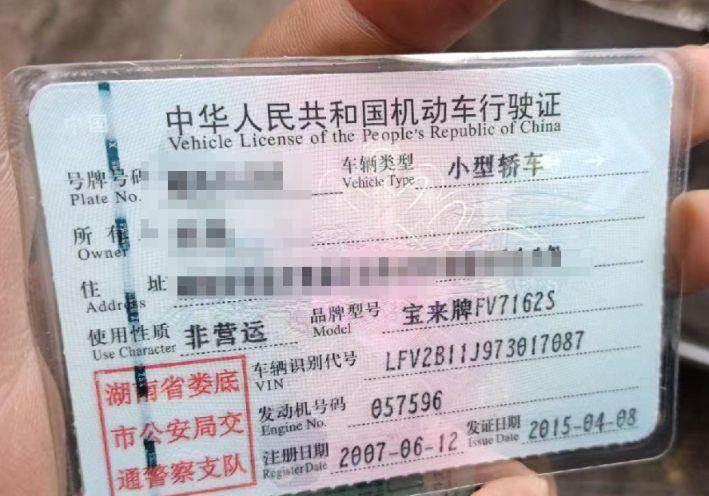 中华人民共和国机动车行驶证
Vehicle License of the People's Republic of China
号牌号码
Plate No.
车辆类型 小型轿车
Vehicle Type
所有人
Owner
住 址
Address
使用性质 非营运
Use Character
品牌型号 宝来牌FV7162S
Model
车辆识别代号 LFV2B11J973017087
VIN
发动机号码 057596
Engine No.
注册日期 2007-06-12
Register Date
发证日期 2015-04-08
Issue Date
湖南省娄底
市公安局交
通警察支队